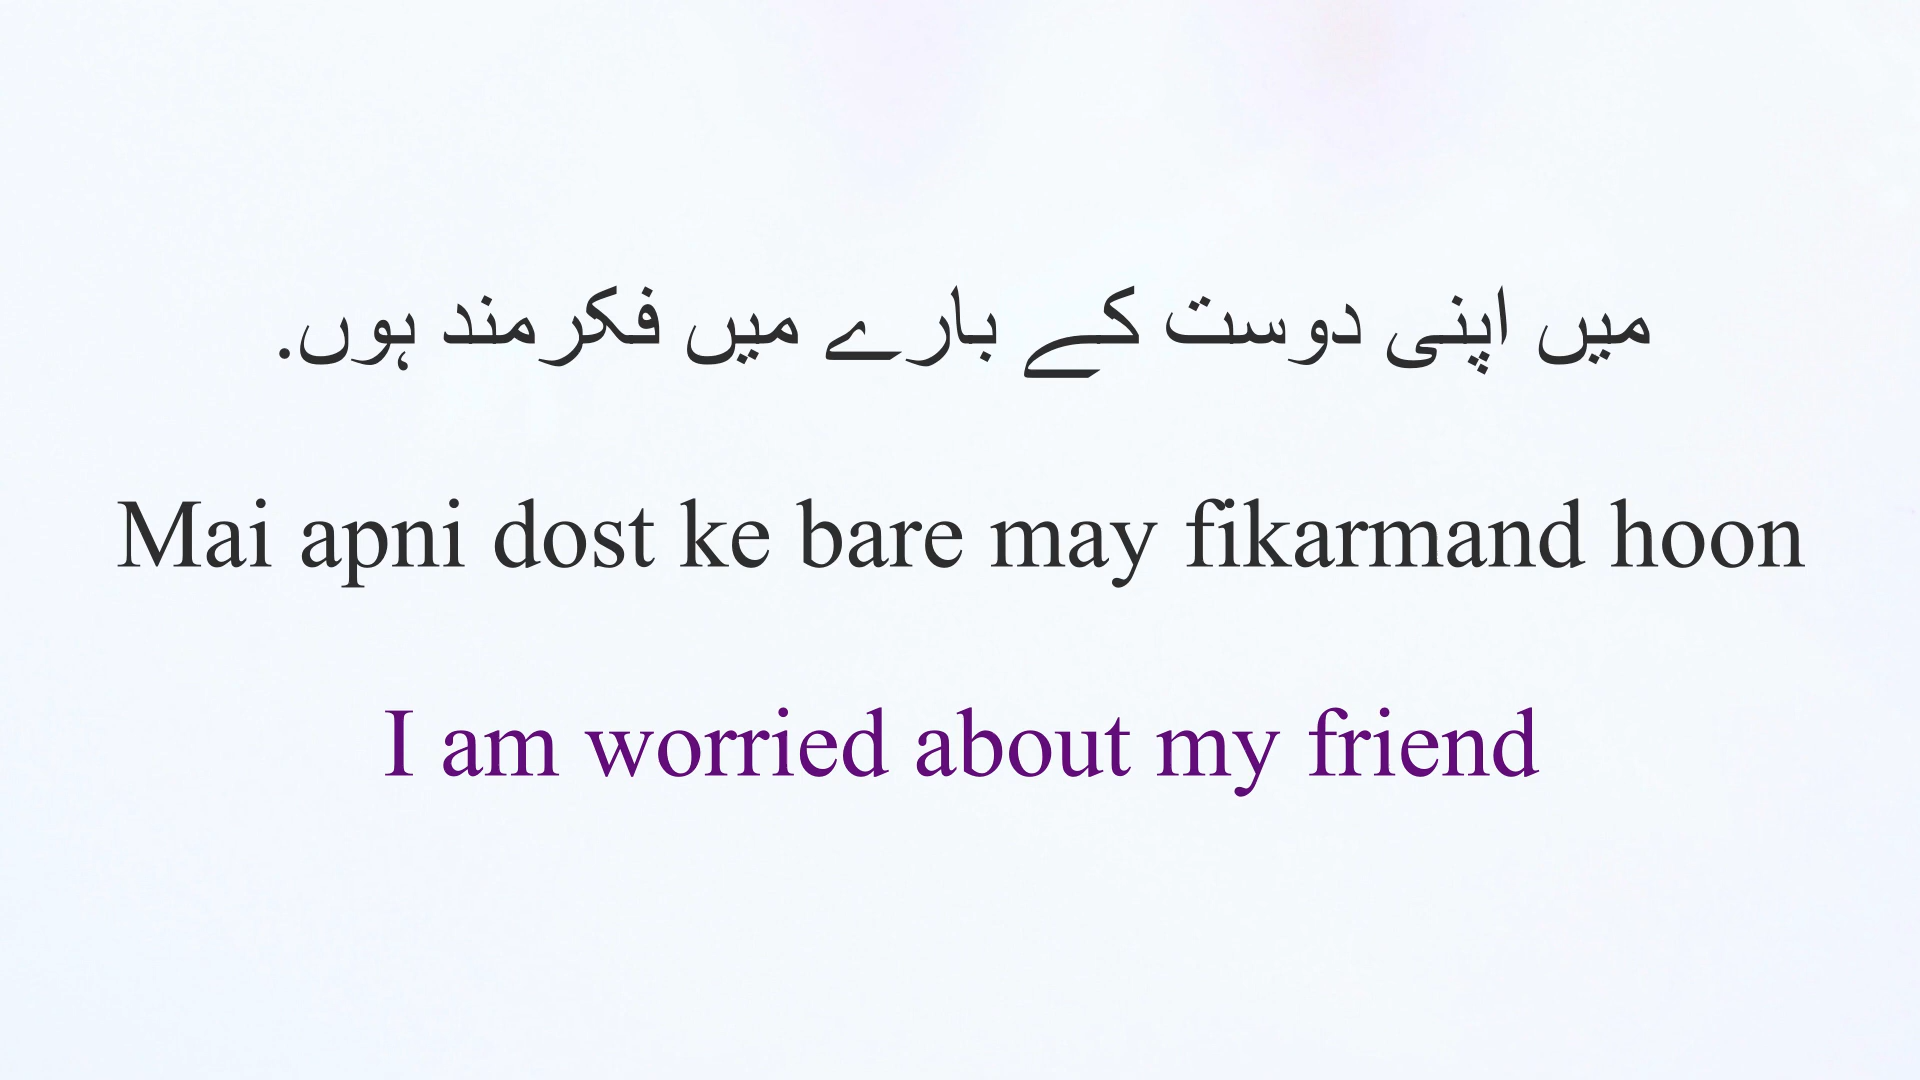 میں اپنی دوست کے بارے میں فکرمند ہوں.
Mai apni dost ke bare may fikarmand hoon
I am worried about my friend